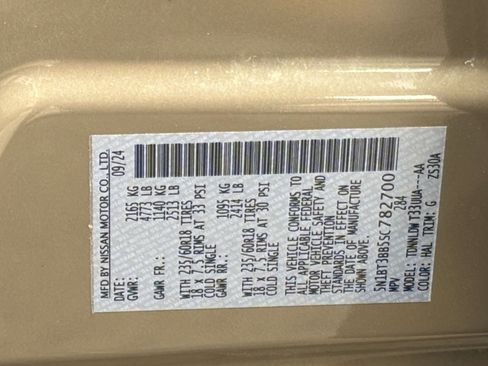 MFD BY NISSAN MOTOR CO., LTD.
DATE: 09/24
GVWR: 2165 KG
4773 LB
GAWR FR.: 1140 KG
2513 LB
WITH 235/60R18 TIRES
18 X 7.5 RIMS AT 33 PSI
COLD SINGLE
GAWR RR.: 1095 KG
2414 LB
WITH 235/60R18 TIRES
18 X 7.5 RIMS AT 30 PSI
COLD SINGLE
THIS VEHICLE CONFORMS TO
ALL APPLICABLE FEDERAL
MOTOR VEHICLE SAFETY AND
THEFT PREVENTION
STANDARDS IN EFFECT ON
THE DATE OF MANUFACTURE
SHOWN ABOVE.
5N1BT3BB5SC782700
MPV 284
MODEL: TDWNLDW T33UUA---AA
COLOR: HAL TRIM: G ZS30A